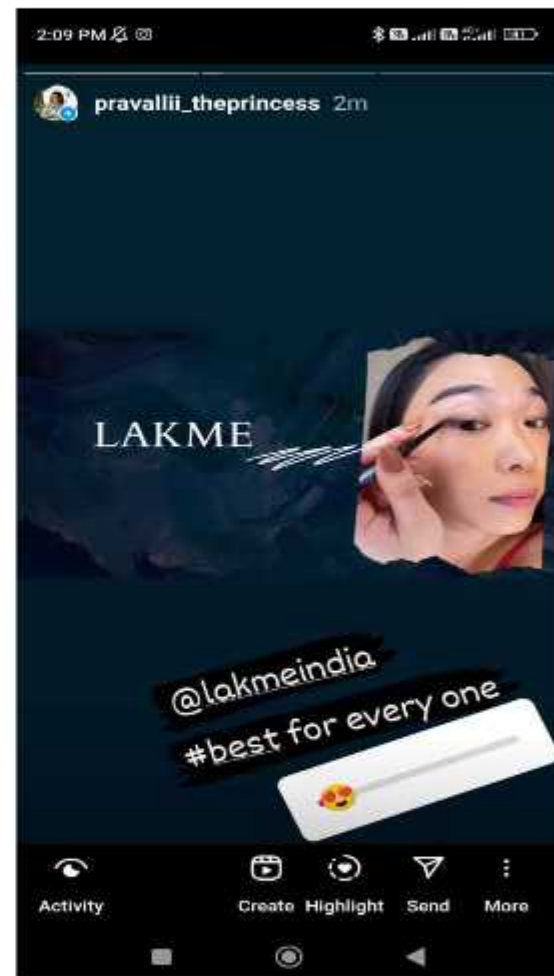 2:09 PM
pravallii_theprincess 2m
LAKME
@lakmeindia
#best for every one
Activity
Create
Highlight
Send
More